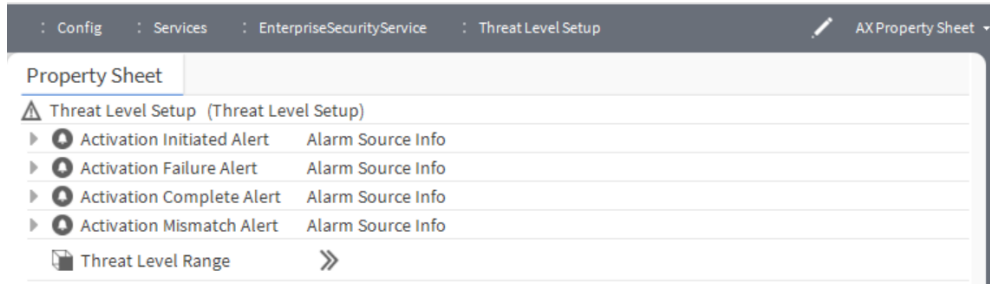 : Config : Services : EnterpriseSecurityService : Threat Level Setup AX Property Sheet
Property Sheet
Threat Level Setup (Threat Level Setup)
Activation Initiated Alert Alarm Source Info
Activation Failure Alert Alarm Source Info
Activation Complete Alert Alarm Source Info
Activation Mismatch Alert Alarm Source Info
Threat Level Range